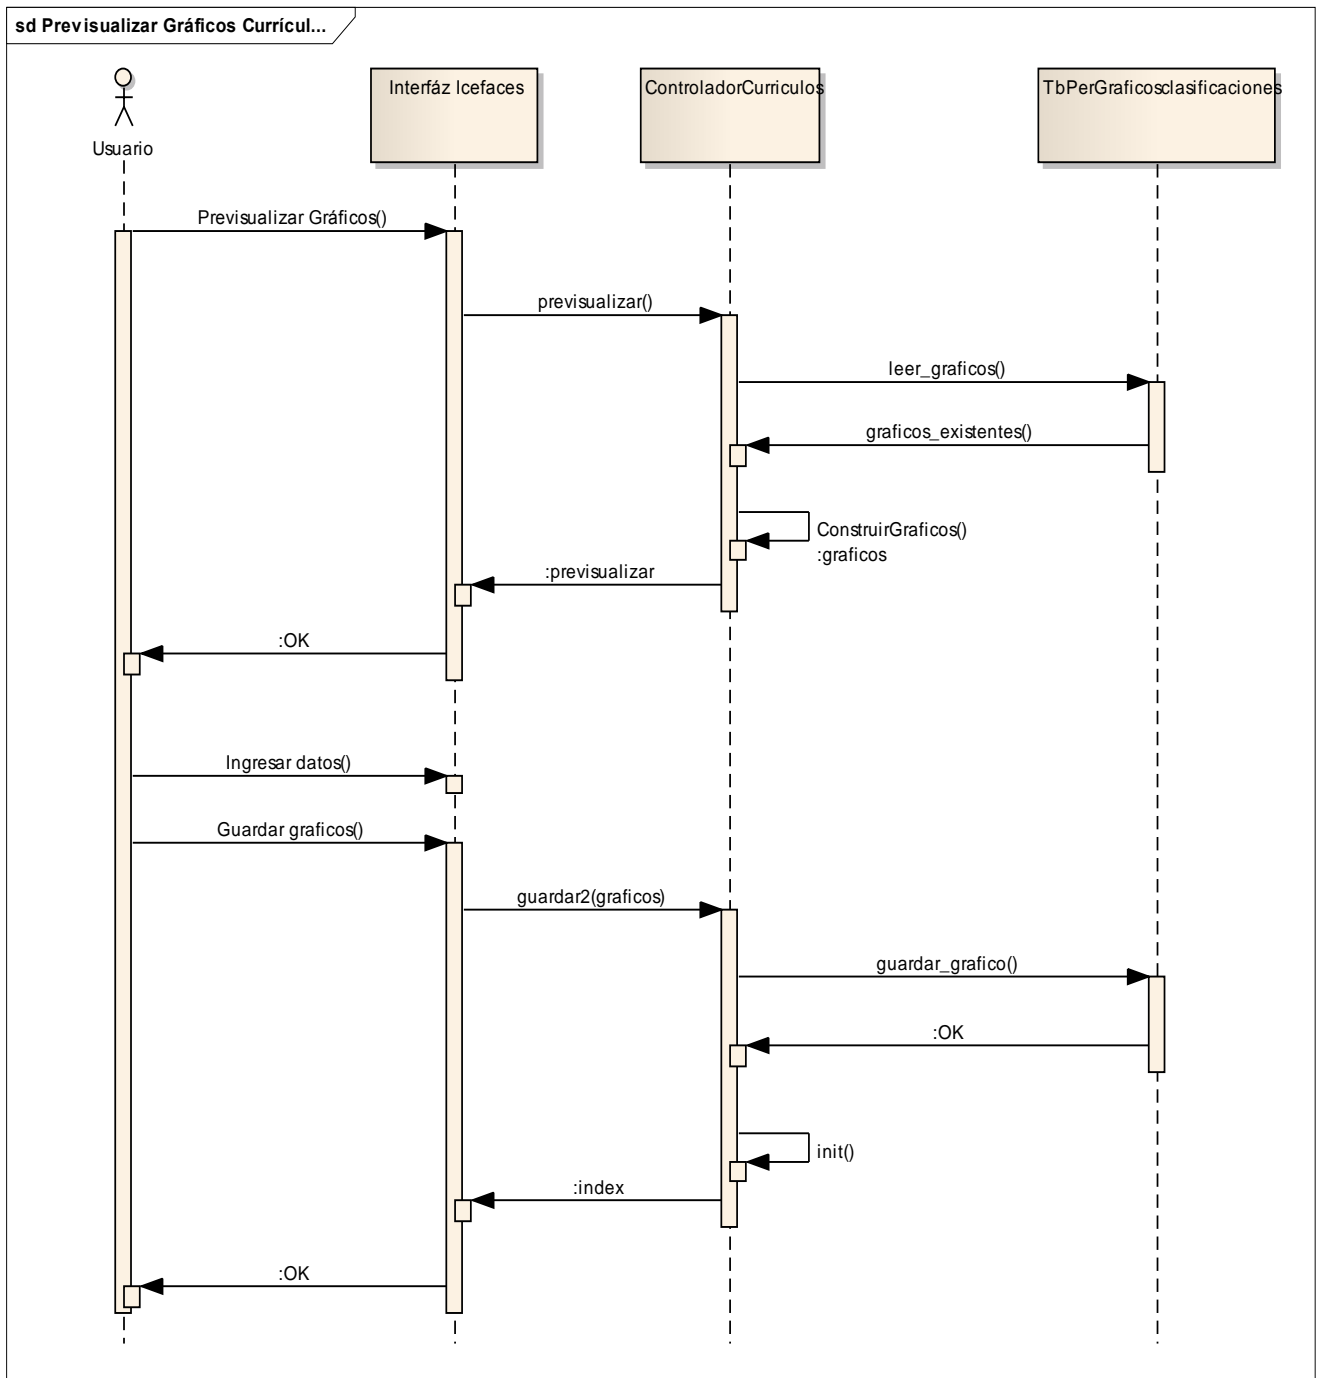 sd Previsualizar Gráficos Currícul...
Usuario
Interfáz Icefaces
ControladorCurriculos
TbPerGraficosclasificaciones
Previsualizar Gráficos()
previsualizar()
leer_graficos()
graficos_existentes()
ConstruirGraficos()
:graficos
:previsualizar
:OK
Ingresar datos()
Guardar graficos()
guardar2(graficos)
guardar_grafico()
:OK
init()
:index
:OK